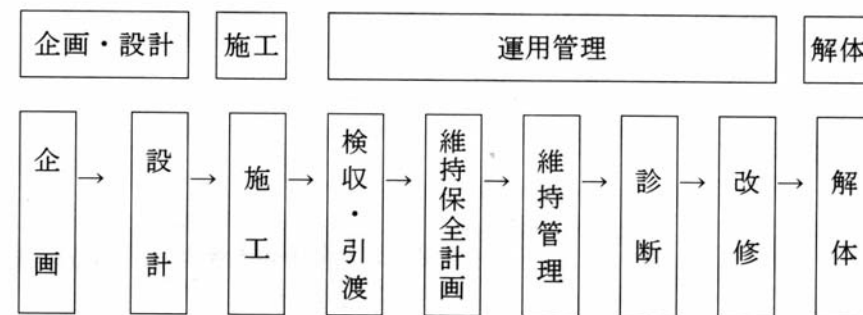 企画・設計 施工 運用管理 解体
企画 → 設計 → 施工 → 検収・引渡 → 維持保全計画 → 維持管理 → 診断 → 改修 → 解体